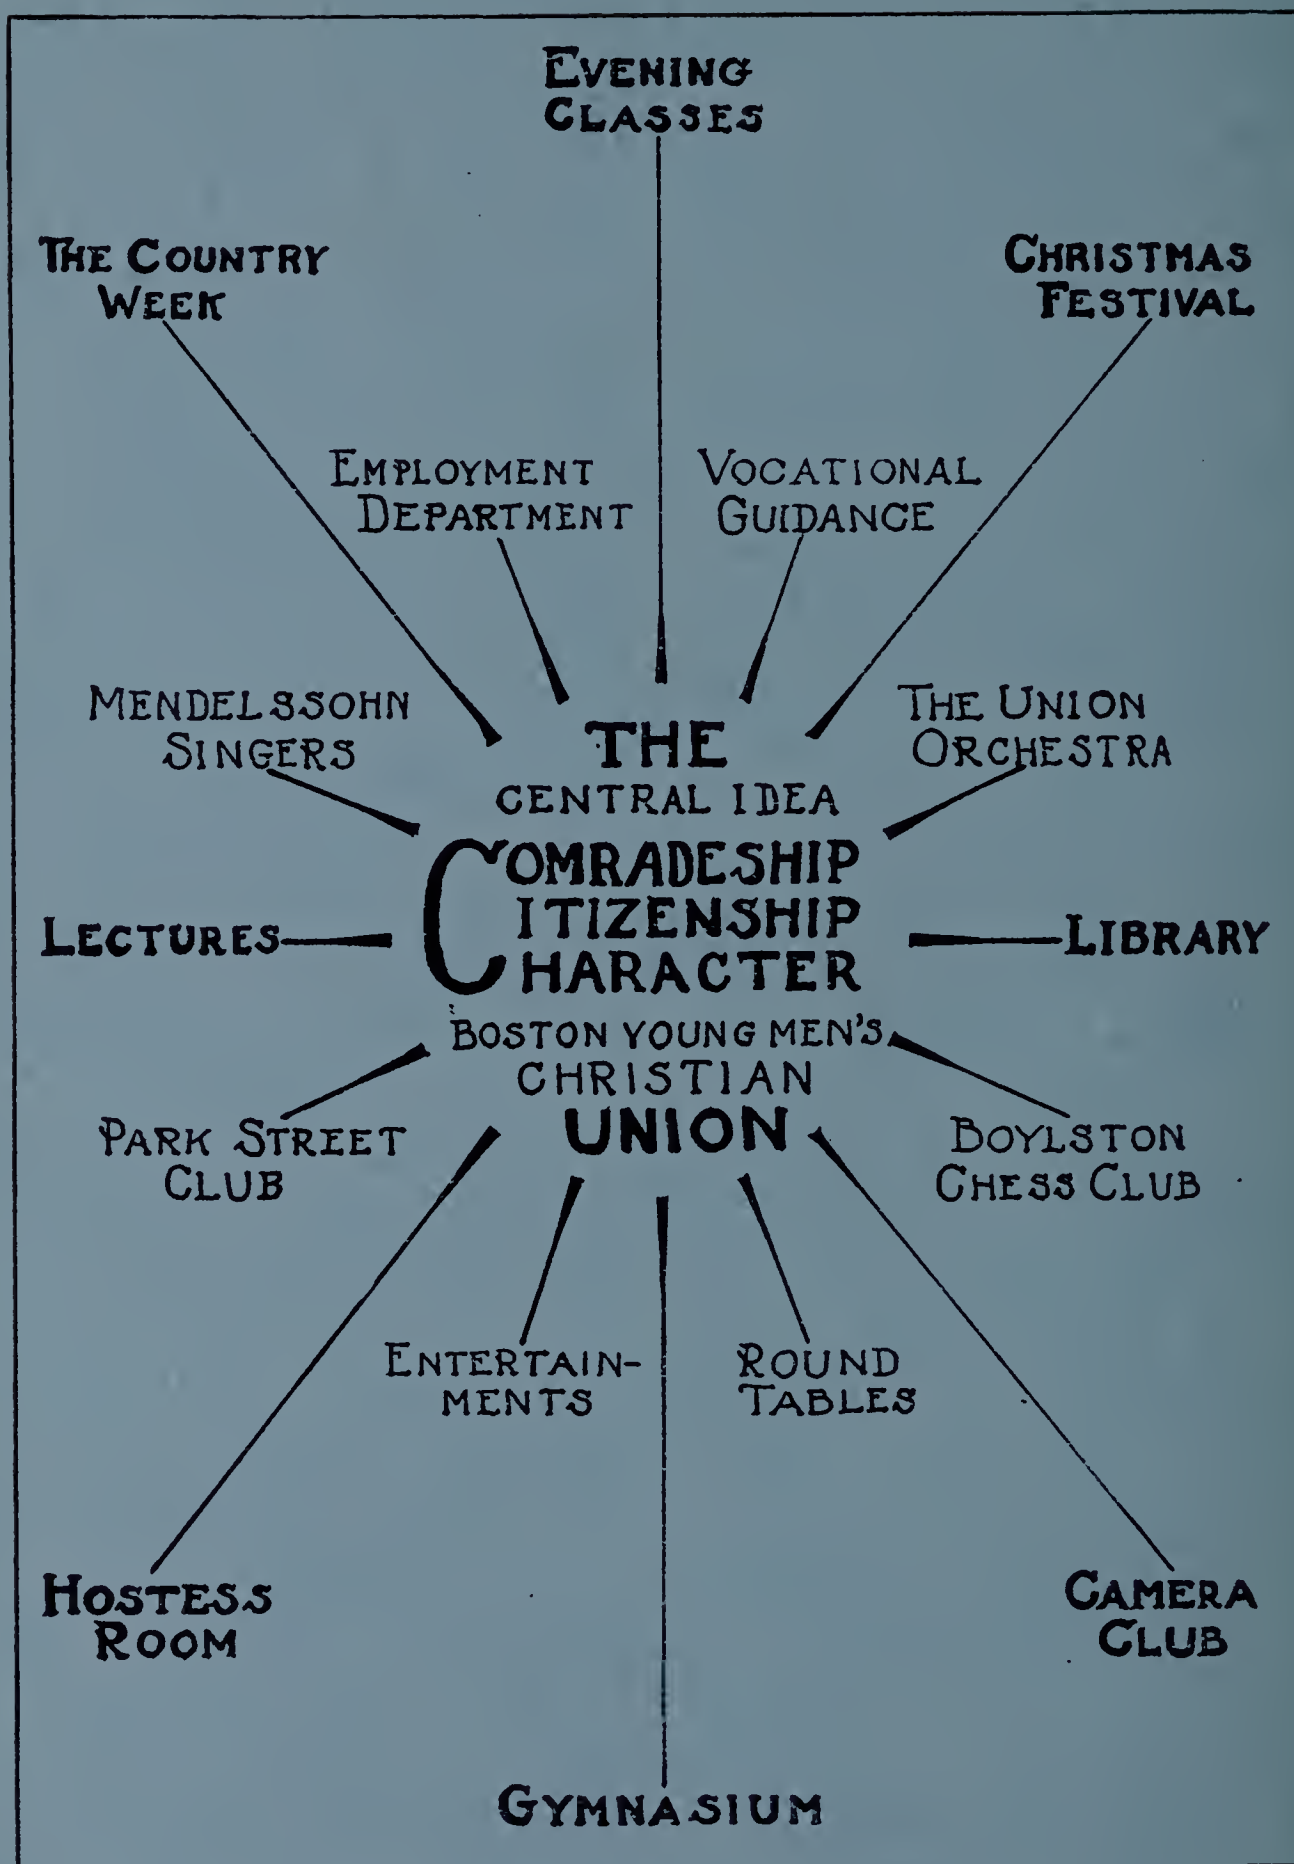 EVENING
CLASSES
THE COUNTRY
WEEK
CHRISTMAS
FESTIVAL
EMPLOYMENT
DEPARTMENT
VOCATIONAL
GUIDANCE
MENDELSSOHN
SINGERS
THE UNION
ORCHESTRA
THE
CENTRAL IDEA
COMRADESHIP
CITIZENSHIP
CHARACTER
LECTURES
LIBRARY
BOSTON YOUNG MEN'S
CHRISTIAN
UNION
PARK STREET
CLUB
BOYLSTON
CHESS CLUB
ENTERTAIN-
MENTS
ROUND
TABLES
HOSTESS
ROOM
CAMERA
CLUB
GYMNASIUM